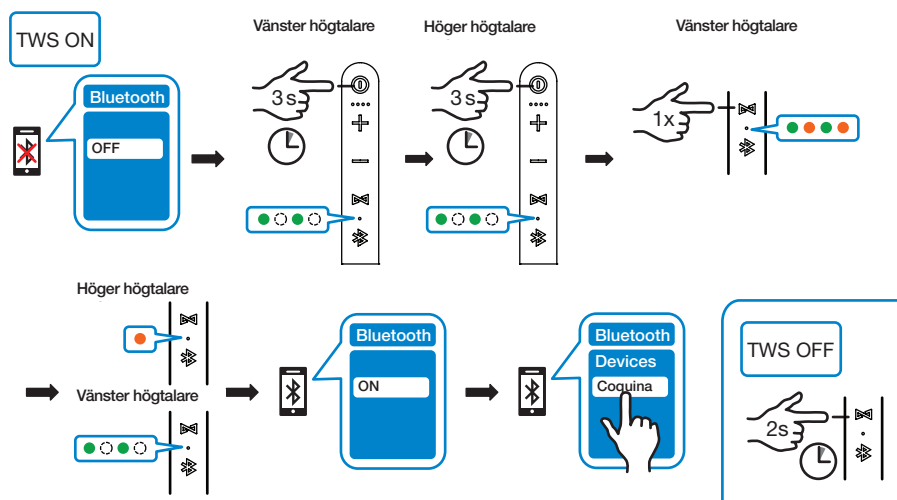 TWS ON
Bluetooth
OFF
Vänster högtalare
3 s
Höger högtalare
3 s
Vänster högtalare
1x
Höger högtalare
Vänster högtalare
Bluetooth
ON
Bluetooth
Devices
Coquina
TWS OFF
2s